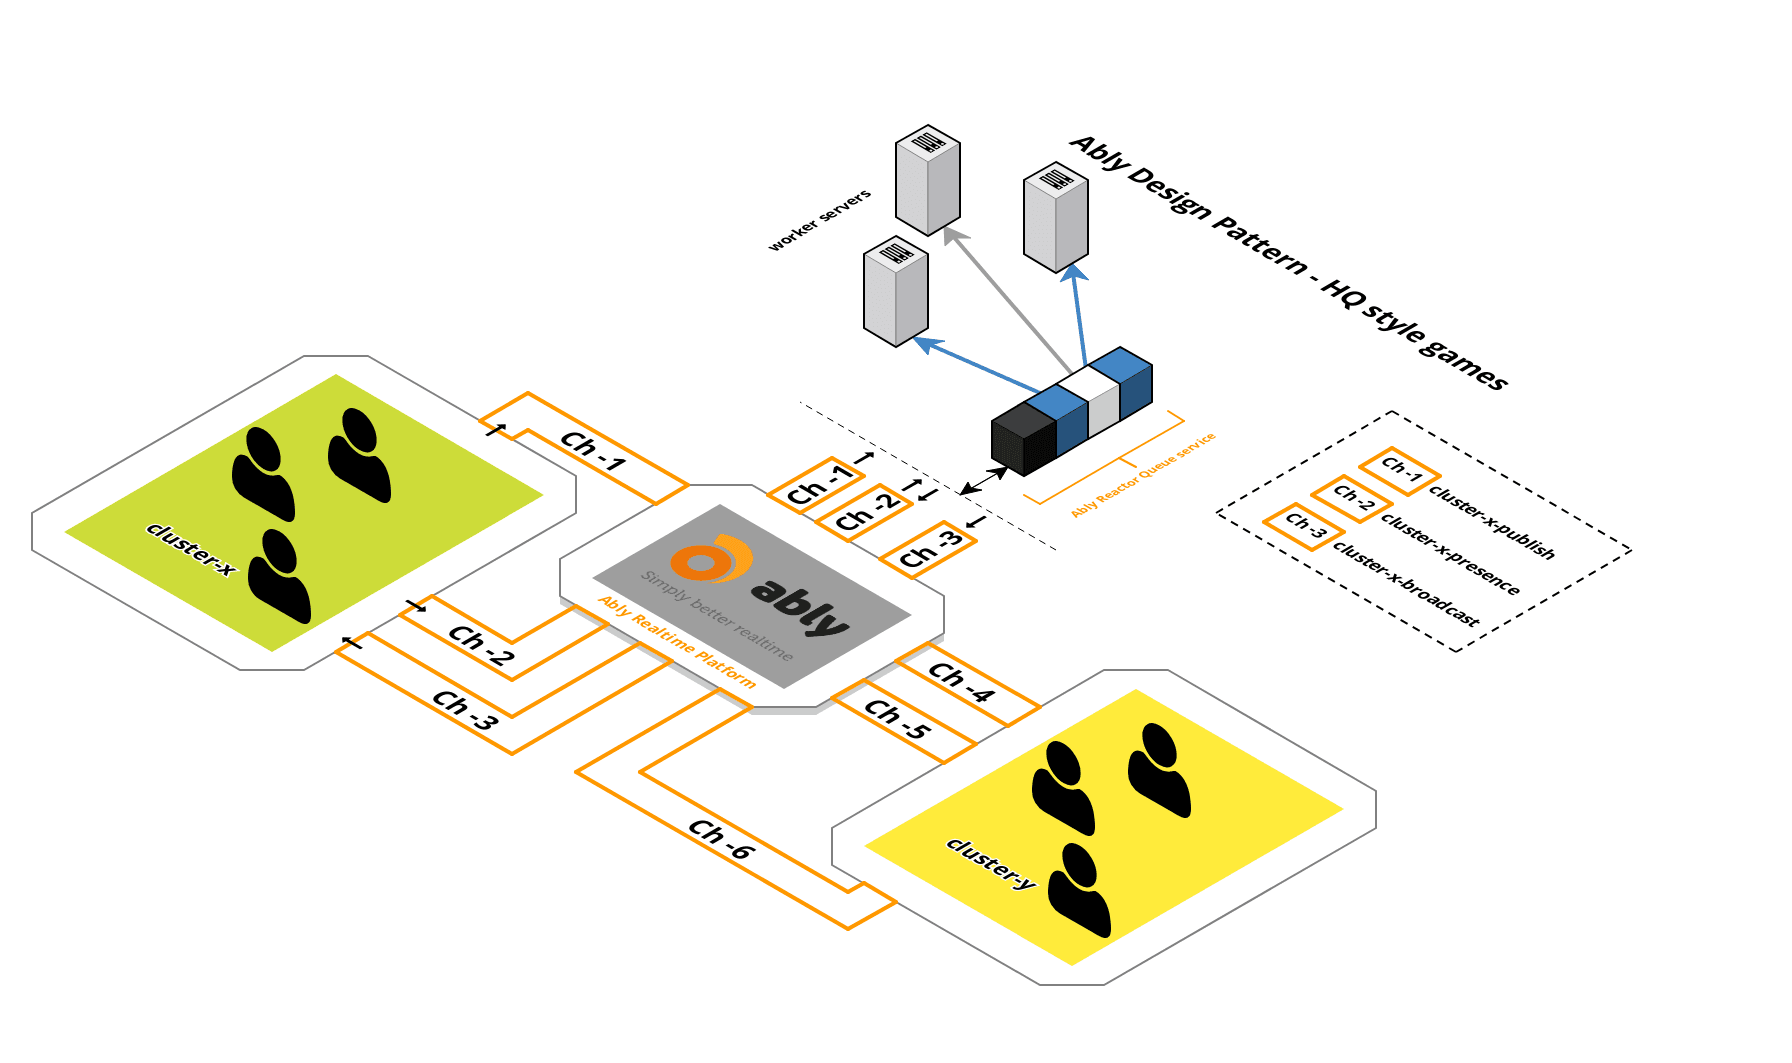 Ably Design Pattern - HQ style games
worker servers
Ably Reactor Queue service
Ch -1
cluster-x-publish
Ch -2
cluster-x-presence
Ch -3
cluster-x-broadcast
Ch -1
Ch -1
Ch -2
Ch -3
cluster-x
ably
Simply better realtime
Ably Realtime Platform
Ch -2
Ch -3
Ch -4
Ch -5
Ch -6
cluster-y